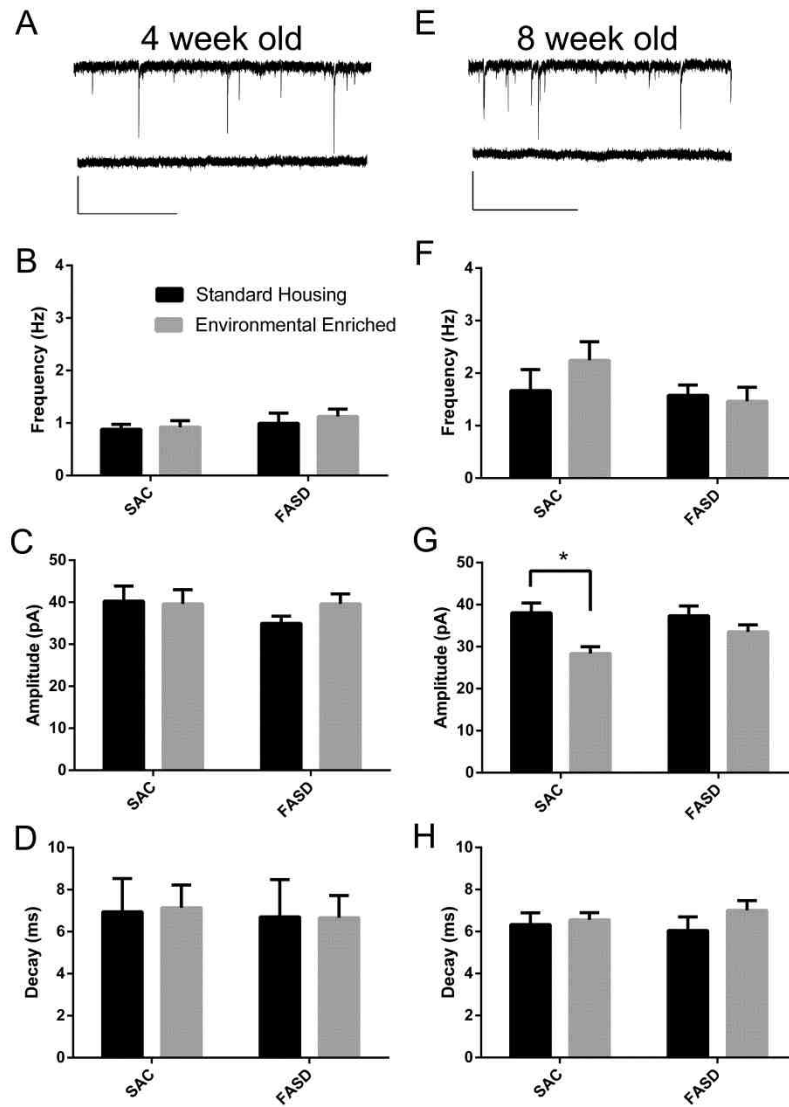 A
4 week old
E
8 week old
B
Frequency (Hz)
4
3
2
1
0
Standard Housing
Environmental Enriched
SAC
FASD
F
Frequency (Hz)
4
3
2
1
0
SAC
FASD
C
Amplitude (pA)
50
40
30
20
10
0
SAC
FASD
G
Amplitude (pA)
50
40
30
20
10
0
*
SAC
FASD
D
Decay (ms)
10
8
6
4
2
0
SAC
FASD
H
Decay (ms)
10
8
6
4
2
0
SAC
FASD